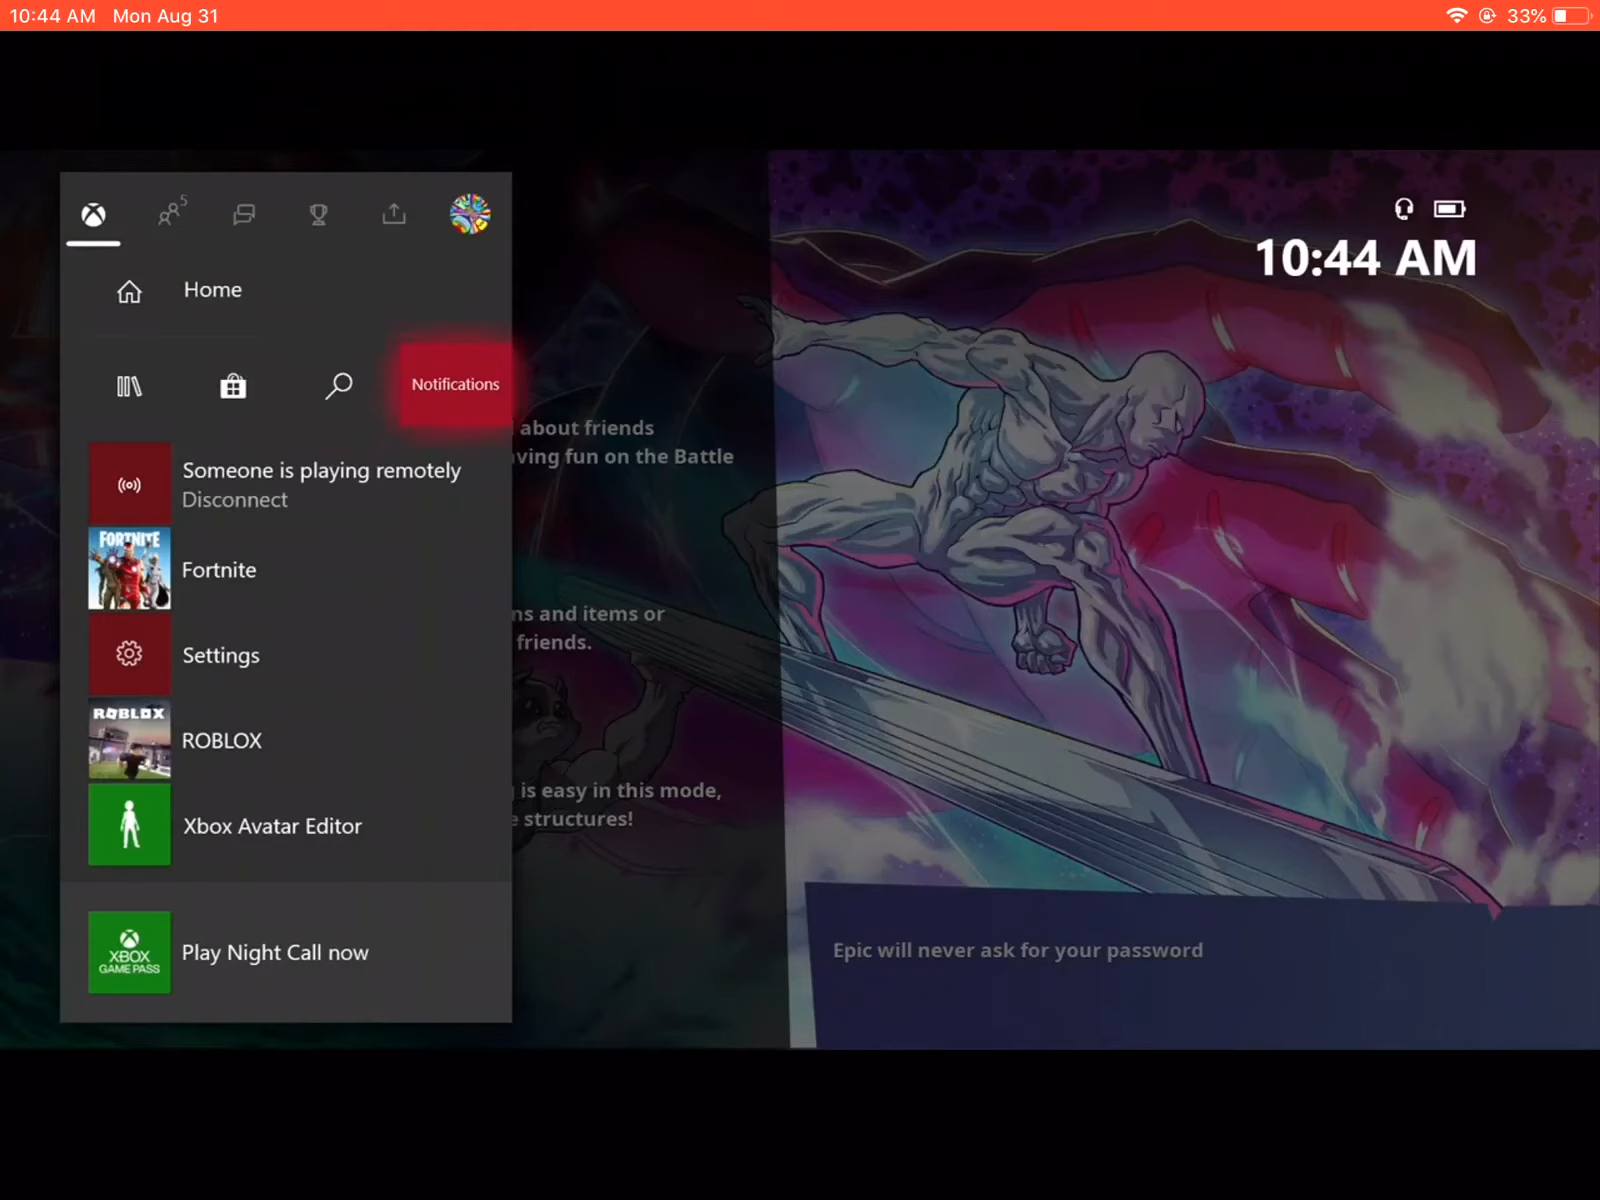 10:44 AM Mon Aug 31
33%
5
10:44 AM
Home
Notifications
about friends
ving fun on the Battle
Someone is playing remotely
Disconnect
FORTNITE
Fortnite
ns and items or
friends.
Settings
ROBLOX
ROBLOX
is easy in this mode,
e structures!
Xbox Avatar Editor
XBOX
GAME PASS
Play Night Call now
Epic will never ask for your password